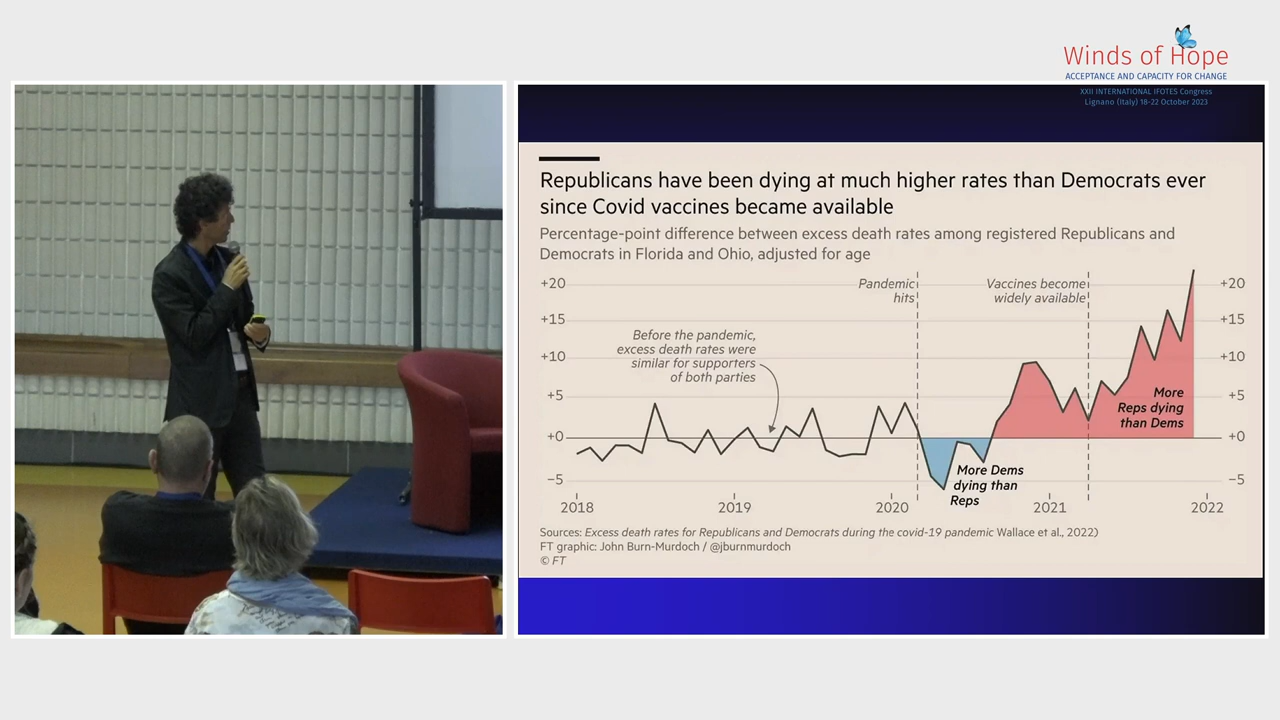 Winds of Hope
ACCEPTANCE AND CAPACITY FOR CHANGE
XXII INTERNATIONAL IFOTES Congress
Lignano (Italy) 18-22 October 2023
Republicans have been dying at much higher rates than Democrats ever
since Covid vaccines became available
Percentage-point difference between excess death rates among registered Republicans and
Democrats in Florida and Ohio, adjusted for age
Pandemic
hits
Vaccines become
widely available
+20
+20
+15
+15
Before the pandemic,
excess death rates were
similar for supporters
of both parties
+10
+10
+5
+5
More
Reps dying
than Dems
+0
+0
More Dems
dying than
Reps
−5
−5
2018
2019
2020
2021
2022
Sources: Excess death rates for Republicans and Democrats during the covid-19 pandemic Wallace et al., 2022)
FT graphic: John Burn-Murdoch / @jburnmurdoch
© FT